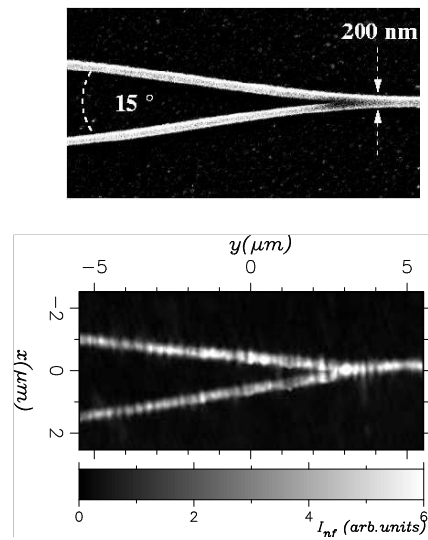 200 nm
15 °
y(μm)
-5 0 5
-2
0
2
x(μm)
0 2 4 6
I_nf (arb.units)